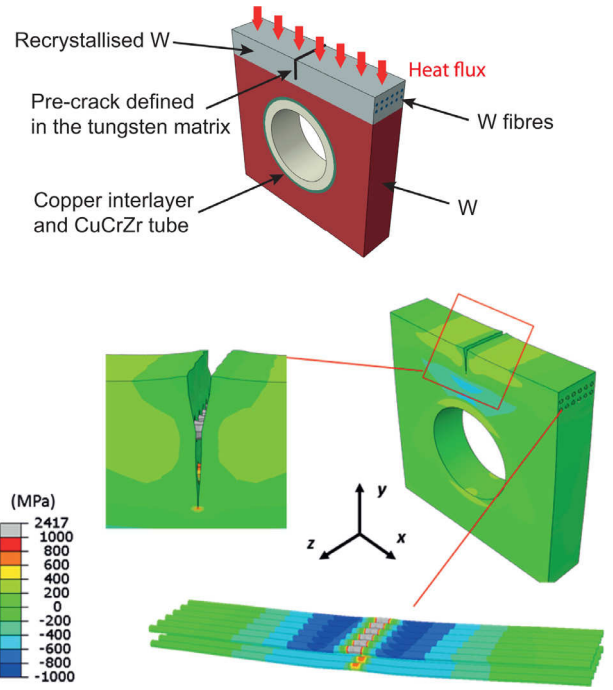 Recrystallised W
Heat flux
Pre-crack defined
in the tungsten matrix
W fibres
Copper interlayer
and CuCrZr tube
W
(MPa)
2417
1000
800
600
400
200
0
-200
-400
-600
-800
-1000
y
z
x